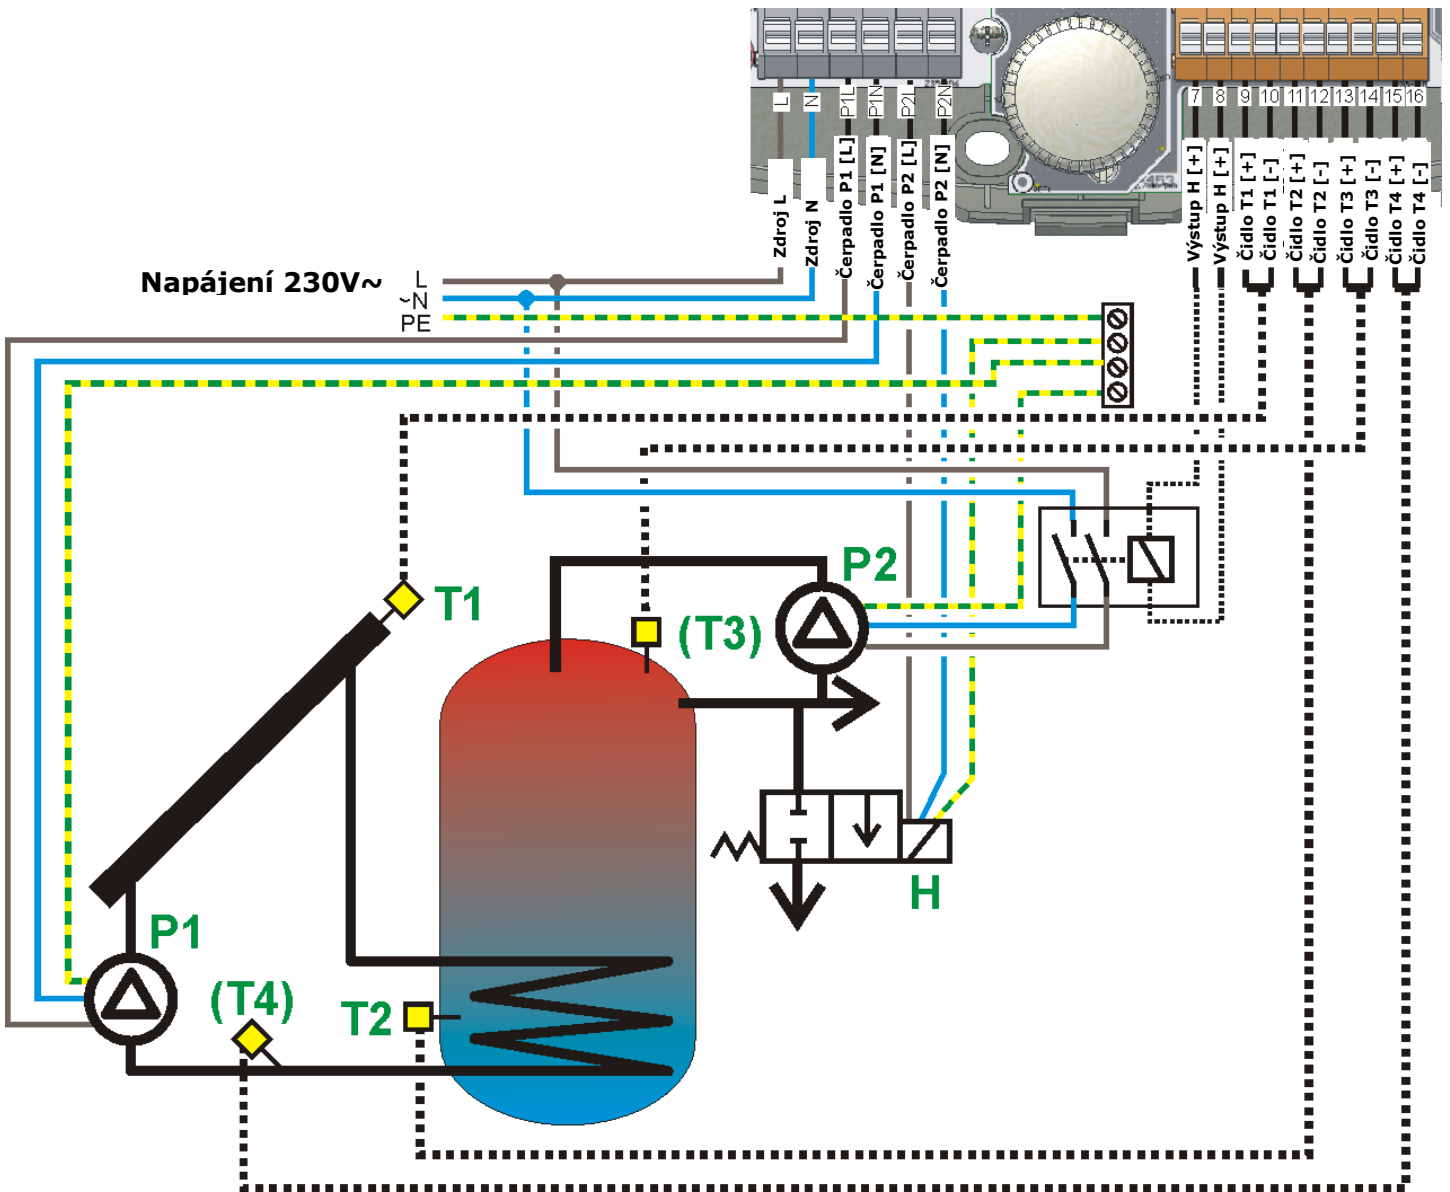 L
N
P1L
P1N
P2L
P2N
7
8
9
10
11
12
13
14
15
16
Zdroj L
Zdroj N
Čerpadlo P1 [L]
Čerpadlo P1 [N]
Čerpadlo P2 [L]
Čerpadlo P2 [N]
Výstup H [+]
Výstup H [+]
Čidlo T1 [+]
Čidlo T1 [-]
Čidlo T2 [+]
Čidlo T2 [-]
Čidlo T3 [+]
Čidlo T3 [-]
Čidlo T4 [+]
Čidlo T4 [-]
Napájení 230V~
L
~N
PE
P2
T1
(T3)
H
P1
(T4)
T2